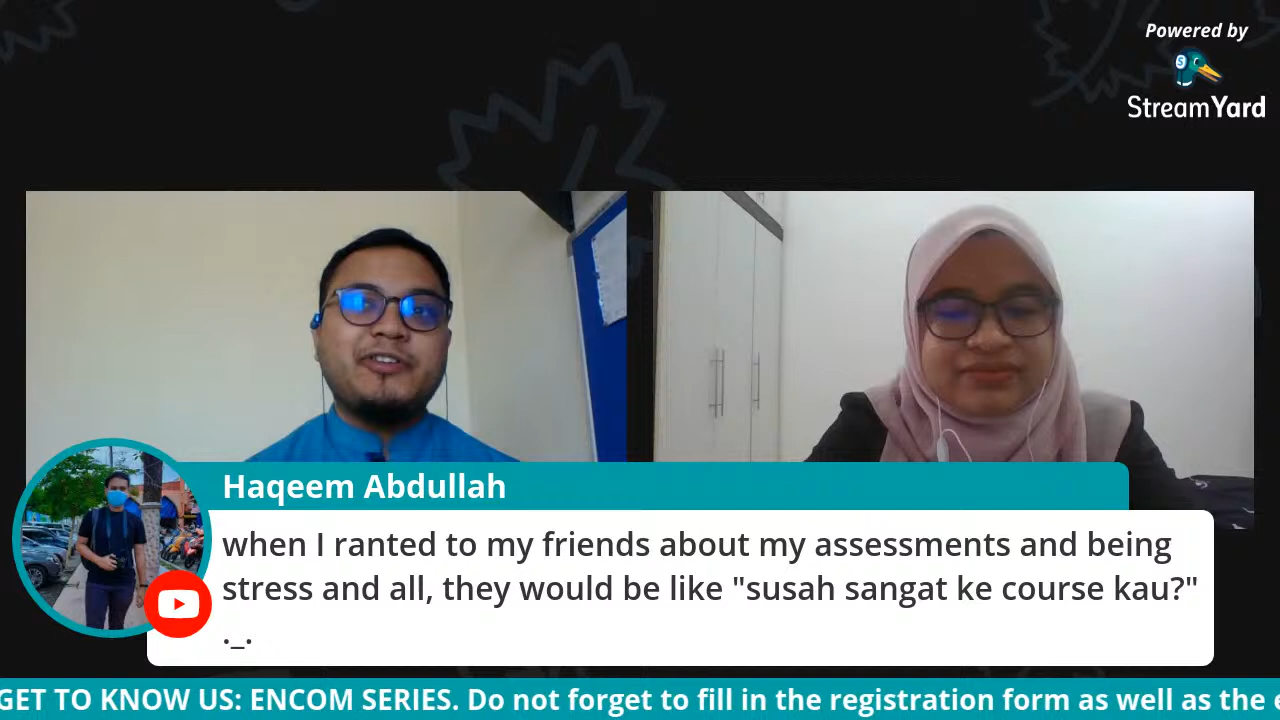 Powered by
StreamYard
Haqeem Abdullah
when I ranted to my friends about my assessments and being
stress and all, they would be like "susah sangat ke course kau?"
._.
GET TO KNOW US: ENCOM SERIES. Do not forget to fill in the registration form as well as the